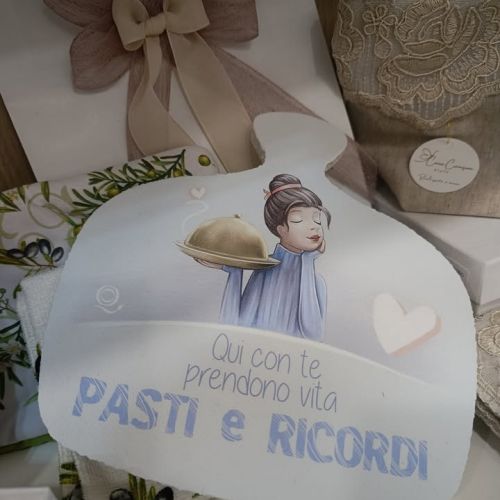 Qui con te
prendono vita
PASTI e RICORDI